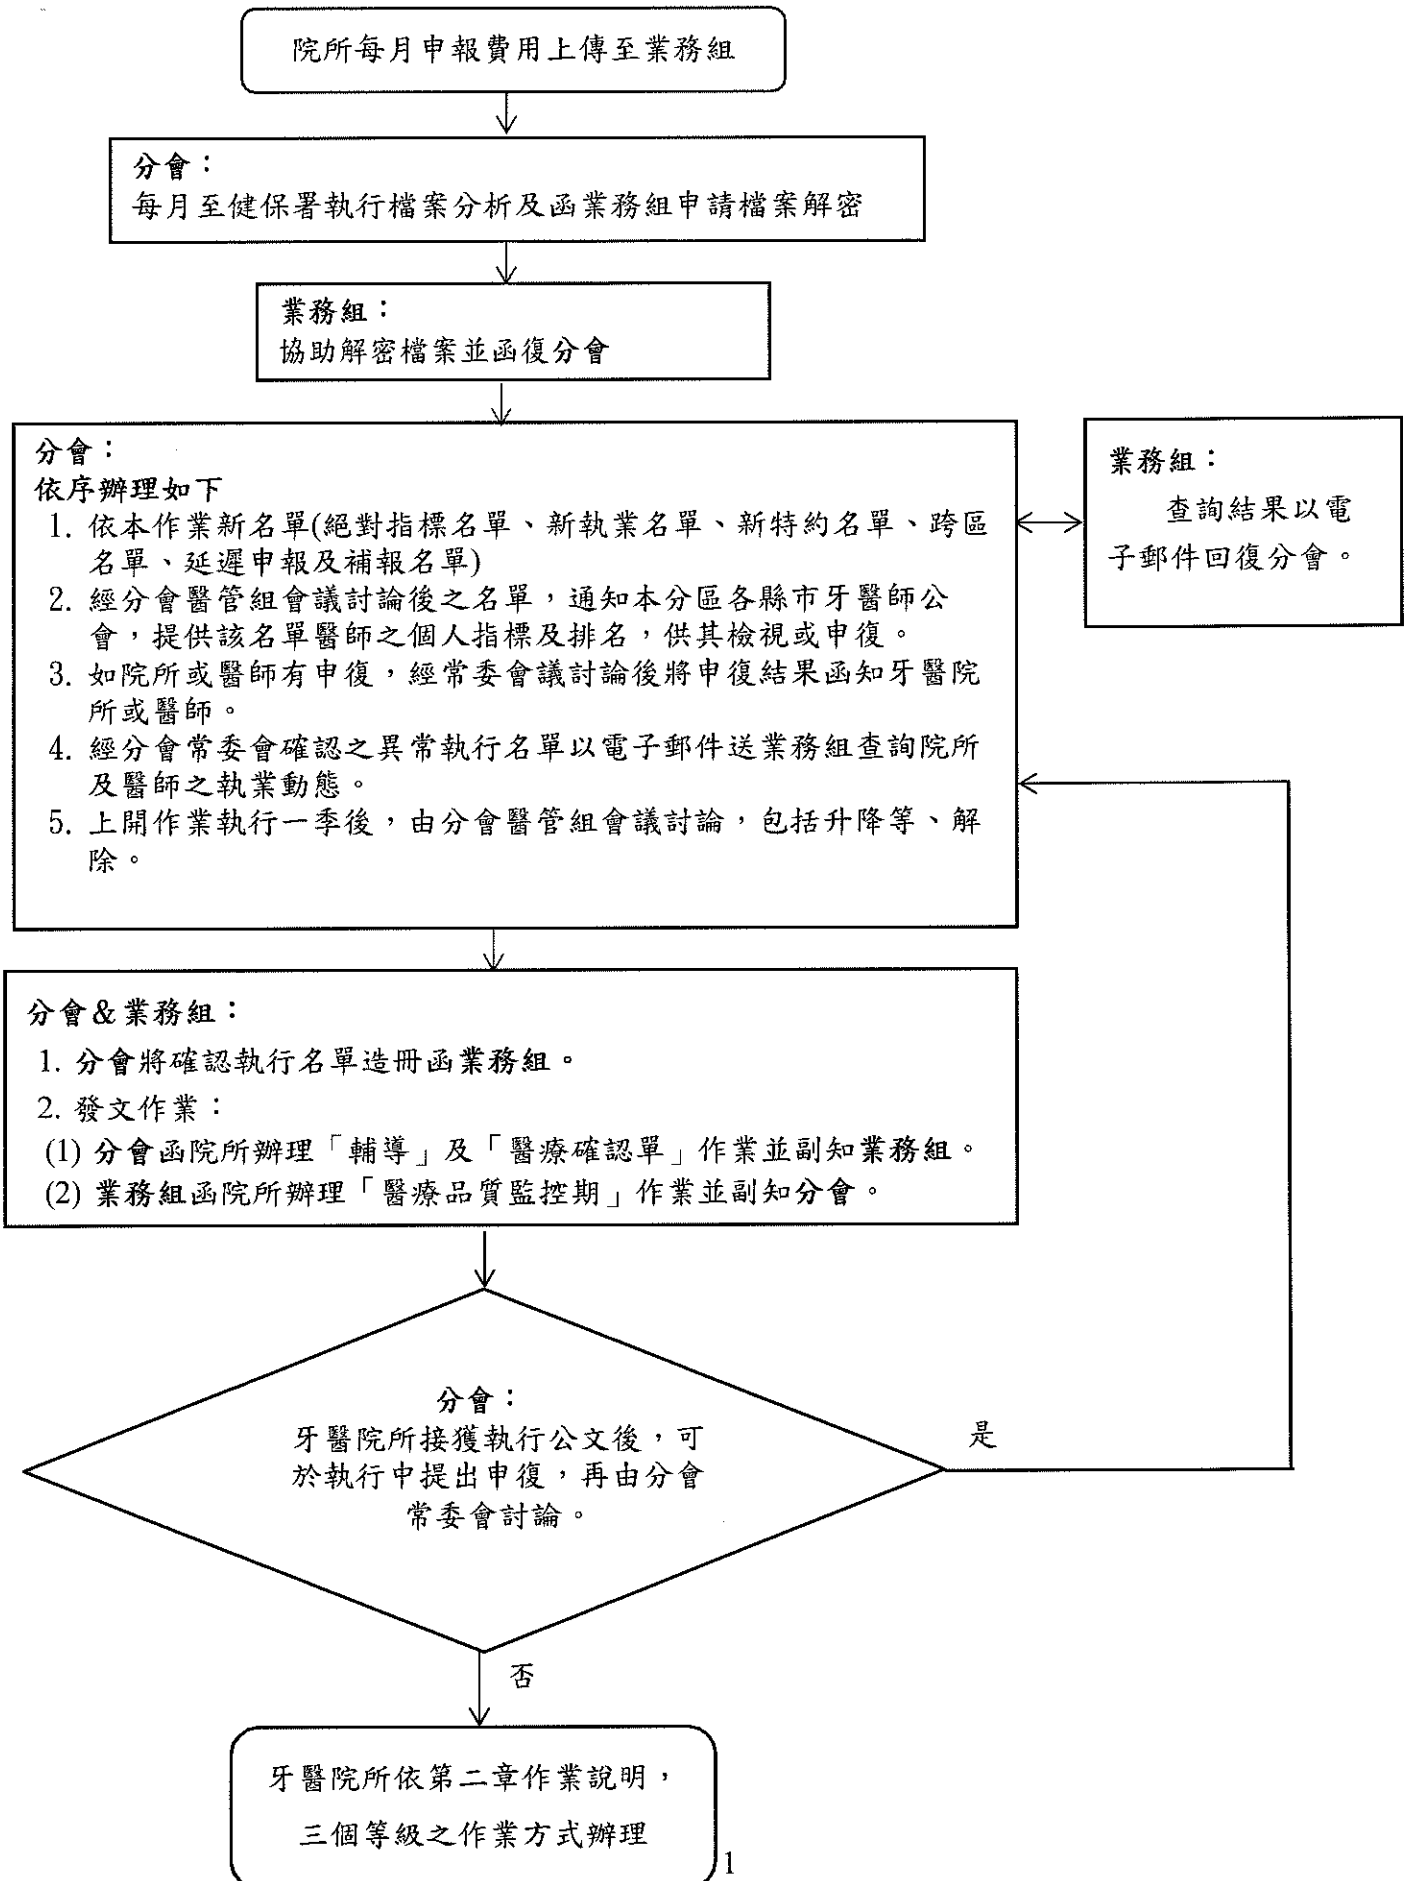 院所每月申報費用上傳至業務組
分會：
每月至健保署執行檔案分析及函業務組申請檔案解密
業務組：
協助解密檔案並函復分會
分會：
依序辦理如下
1. 依本作業新名單(絕對指標名單、新執業名單、新特約名單、跨區
名單、延遲申報及補報名單)
2. 經分會醫管組會議討論後之名單，通知本分區各縣市牙醫師公
會，提供該名單醫師之個人指標及排名，供其檢視或申復。
3. 如院所或醫師有申復，經常委會議討論後將申復結果函知牙醫院
所或醫師。
4. 經分會常委會確認之異常執行名單以電子郵件送業務組查詢院所
及醫師之執業動態。
5. 上開作業執行一季後，由分會醫管組會議討論，包括升降等、解
除。
業務組：
查詢結果以電
子郵件回復分會。
分會&業務組：
1. 分會將確認執行名單造冊函業務組。
2. 發文作業：
(1) 分會函院所辦理「輔導」及「醫療確認單」作業並副知業務組。
(2) 業務組函院所辦理「醫療品質監控期」作業並副知分會。
分會：
牙醫院所接獲執行公文後，可
於執行中提出申復，再由分會
常委會討論。
是
否
牙醫院所依第二章作業說明，
三個等級之作業方式辦理
1